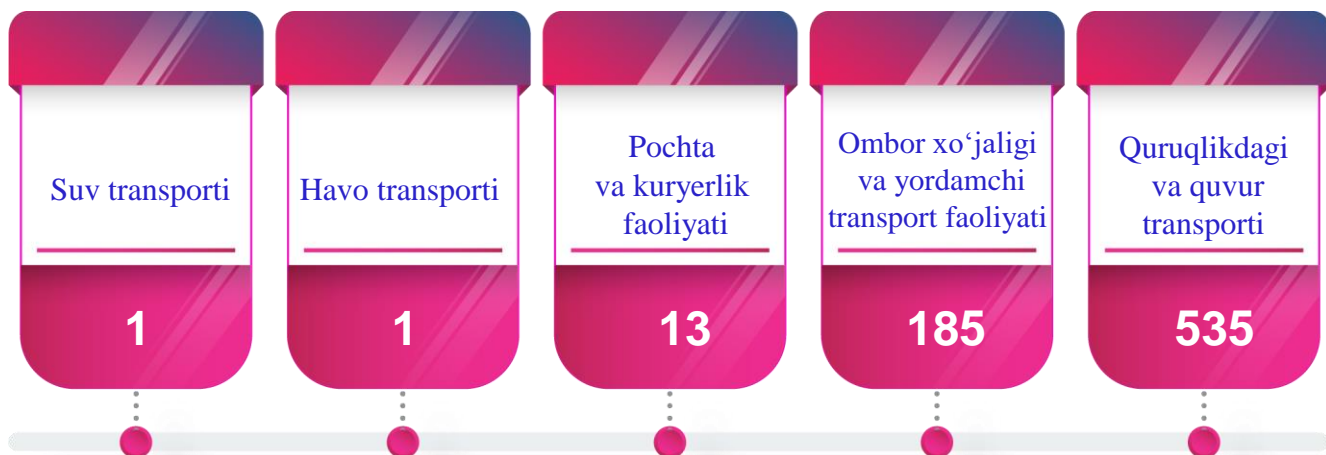 Suv transporti
1
Havo transporti
1
Pochta
va kuryerlik
faoliyati
13
Ombor xo‘jaligi
va yordamchi
transport faoliyati
185
Quruqlikdagi
va quvur
transporti
535